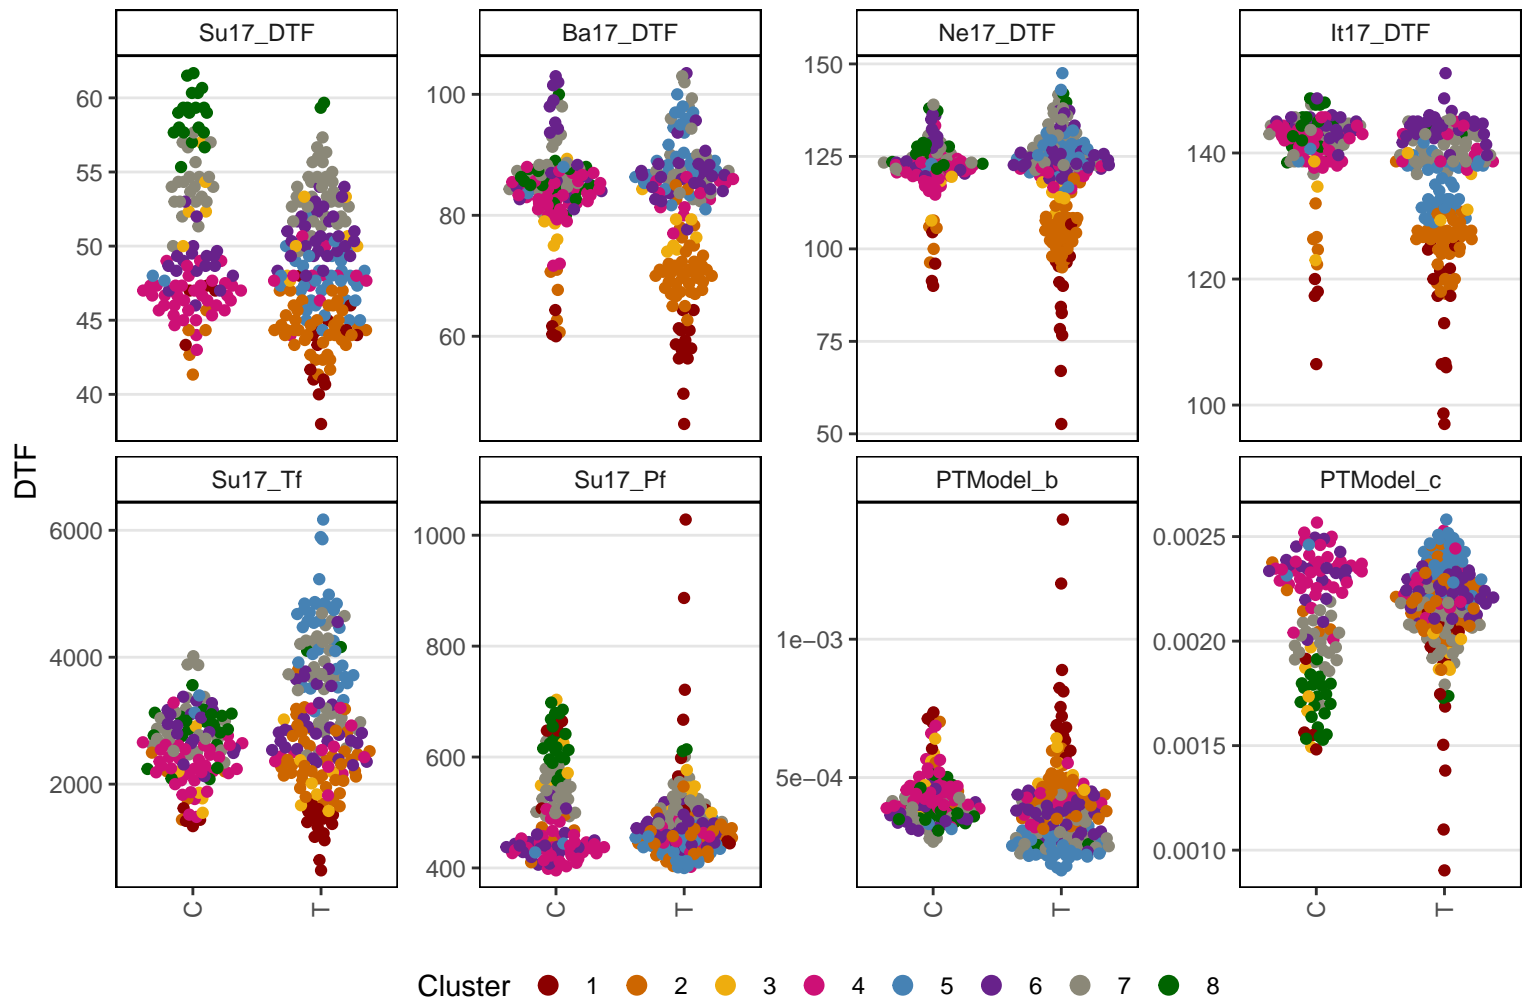 Su17_DTF
Ba17_DTF
Ne17_DTF
It17_DTF
60
55
50
45
40
100
80
60
150
125
100
75
50
140
120
100
DTF
Su17_Tf
Su17_Pf
PTModel_b
PTModel_c
6000
4000
2000
1000
800
600
400
1e−03
5e−04
0.0025
0.0020
0.0015
0.0010
C
T
C
T
C
T
C
T
Cluster 1 2 3 4 5 6 7 8